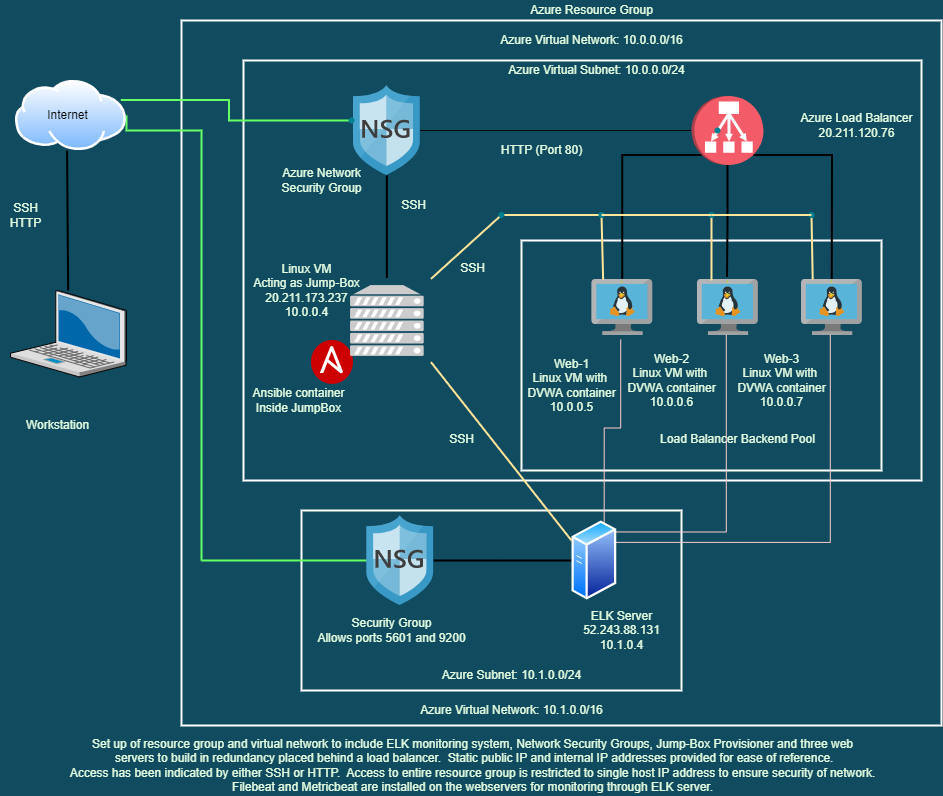 Azure Resource Group
Azure Virtual Network: 10.0.0.0/16
Azure Virtual Subnet: 10.0.0.0/24
Internet
NSG
Azure Network
Security Group
HTTP (Port 80)
Azure Load Balancer
20.211.120.76
SSH
HTTP
SSH
SSH
Linux VM
Acting as Jump-Box
20.211.173.237
10.0.0.4
Ansible container
Inside JumpBox
Workstation
Web-1
Linux VM with
DVWA container
10.0.0.5
Web-2
Linux VM with
DVWA container
10.0.0.6
Web-3
Linux VM with
DVWA container
10.0.0.7
Load Balancer Backend Pool
SSH
NSG
Security Group
Allows ports 5601 and 9200
ELK Server
52.243.88.131
10.1.0.4
Azure Subnet: 10.1.0.0/24
Azure Virtual Network: 10.1.0.0/16
Set up of resource group and virtual network to include ELK monitoring system, Network Security Groups, Jump-Box Provisioner and three web
servers to build in redundancy placed behind a load balancer. Static public IP and internal IP addresses provided for ease of reference.
Access has been indicated by either SSH or HTTP. Access to entire resource group is restricted to single host IP address to ensure security of network.
Filebeat and Metricbeat are installed on the webservers for monitoring through ELK server.